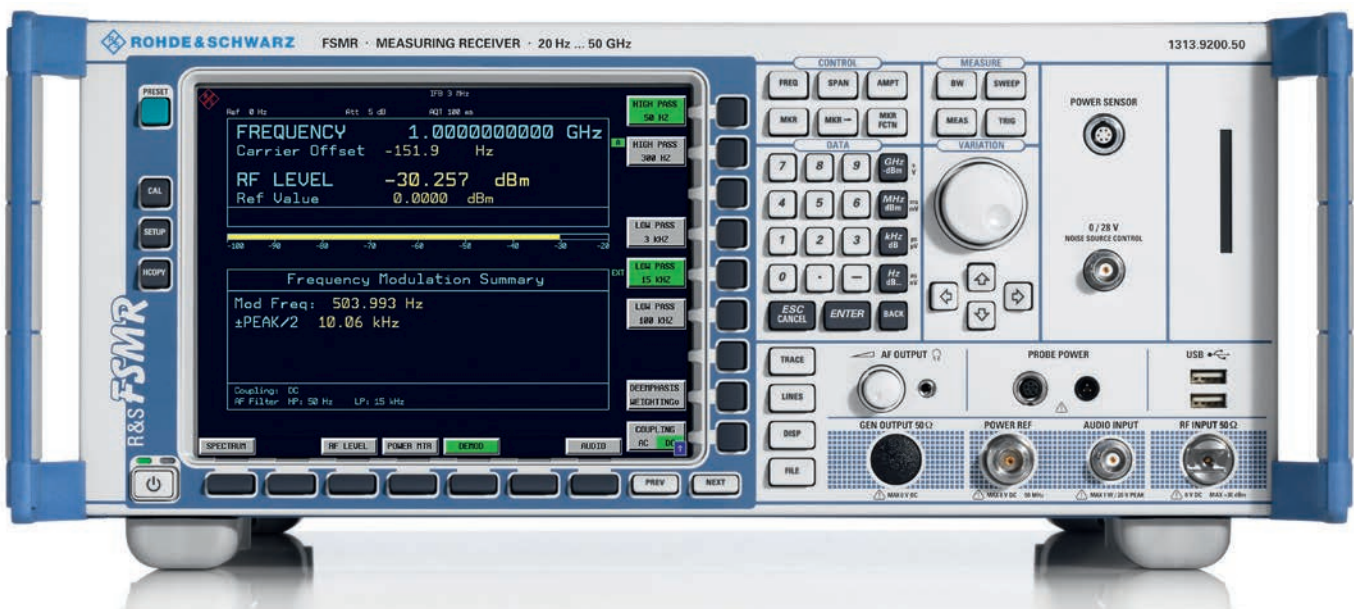 ROHDE&SCHWARZ FSMR · MEASURING RECEIVER · 20 Hz ... 50 GHz 1313.9200.50
PRESET
CAL
SETUP
HCOPY
R&S FSMR
IFB 3 MHz
Ref 0 Hz Att 5 dB AQT 100 ms
FREQUENCY 1.0000000000 GHz
Carrier Offset -151.9 Hz
RF LEVEL -30.257 dBm
Ref Value 0.0000 dBm
-100 -90 -80 -70 -60 -50 -40 -30 -20
Frequency Modulation Summary
Mod Freq: 503.993 Hz
±PEAK/2 10.06 kHz
Coupling: DC
AF Filter HP: 50 Hz LP: 15 kHz
EXT
HIGH PASS
50 HZ
HIGH PASS
300 HZ
LOW PASS
3 KHZ
LOW PASS
15 KHZ
LOW PASS
100 KHZ
DEEMPHASIS
WEIGHTING
COUPLING
AC DC
SPECTRUM RF LEVEL POWER MTR DEMOD AUDIO
PREV NEXT
CONTROL
FREQ SPAN AMPT
MKR MKR→ MKR FCTN
MEASURE
BW SWEEP
MEAS TRIG
DATA
7 8 9 GHz -dBm
4 5 6 MHz dBm
1 2 3 kHz dB
0 . – Hz dB..
ESC CANCEL ENTER BACK
VARIATION
POWER SENSOR
0 / 28 V
NOISE SOURCE CONTROL
TRACE
LINES
DISP
FILE
AF OUTPUT
PROBE POWER
USB
GEN OUTPUT 50Ω
MAX 0 V DC
POWER REF
MAX 0 V DC 50 MHz
AUDIO INPUT
RF INPUT 50Ω